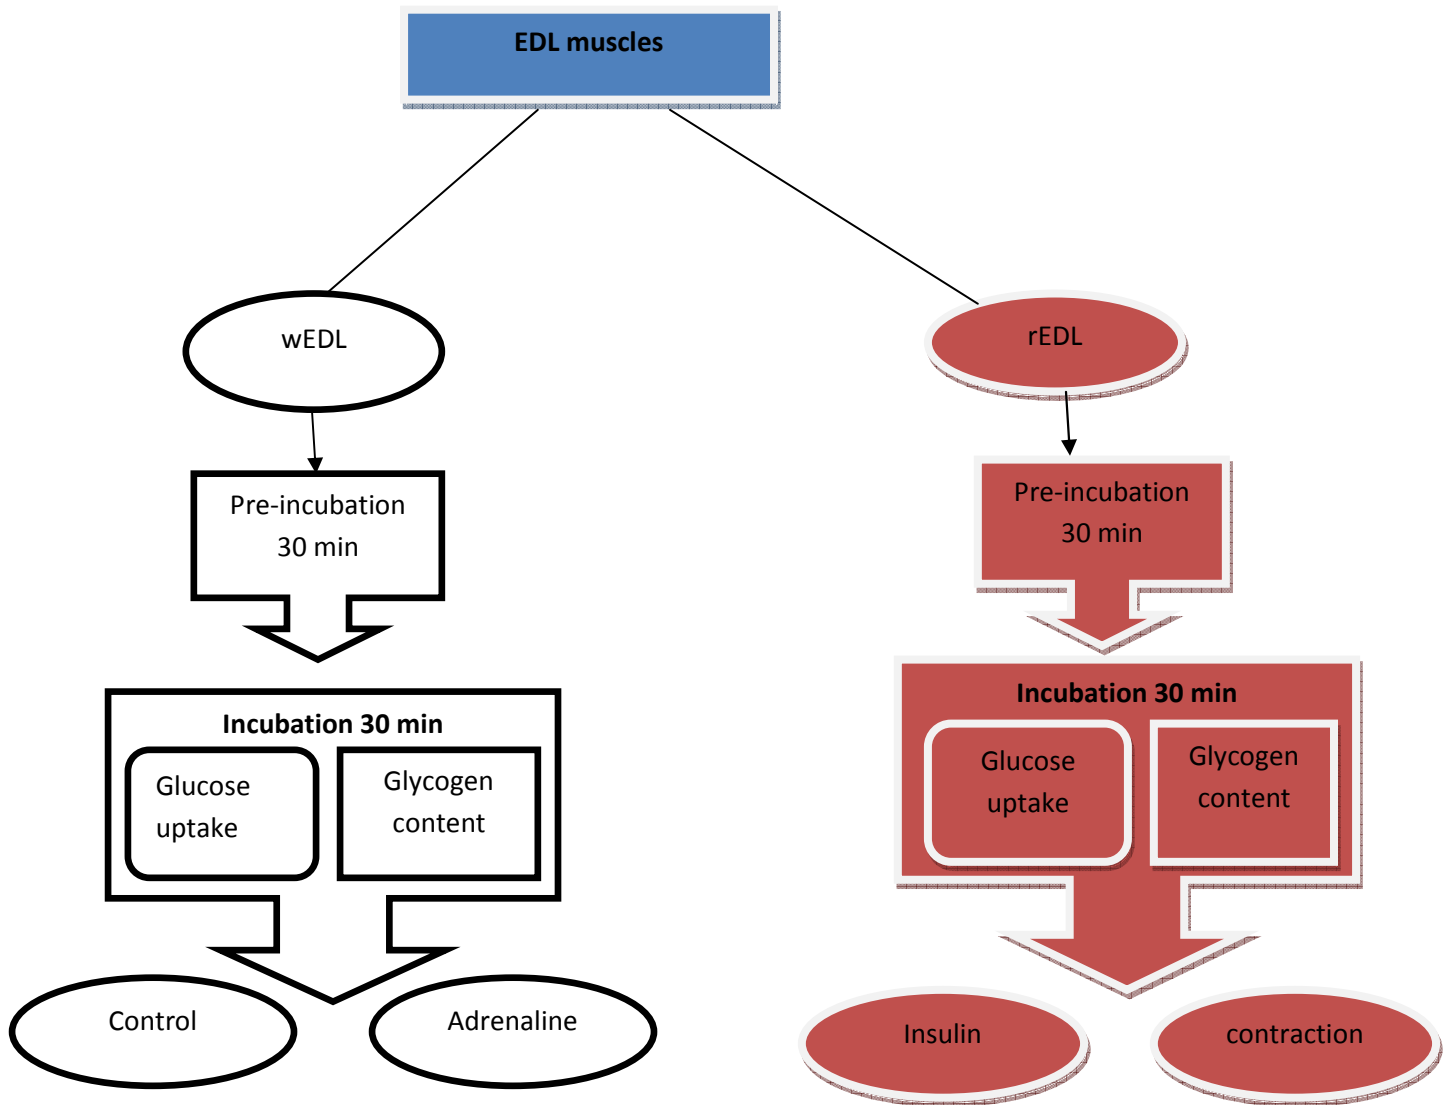 EDL muscles
wEDL
rEDL
Pre-incubation
30 min
Pre-incubation
30 min
Incubation 30 min
Glucose
uptake
Glycogen
content
Incubation 30 min
Glucose
uptake
Glycogen
content
Control
Adrenaline
Insulin
contraction